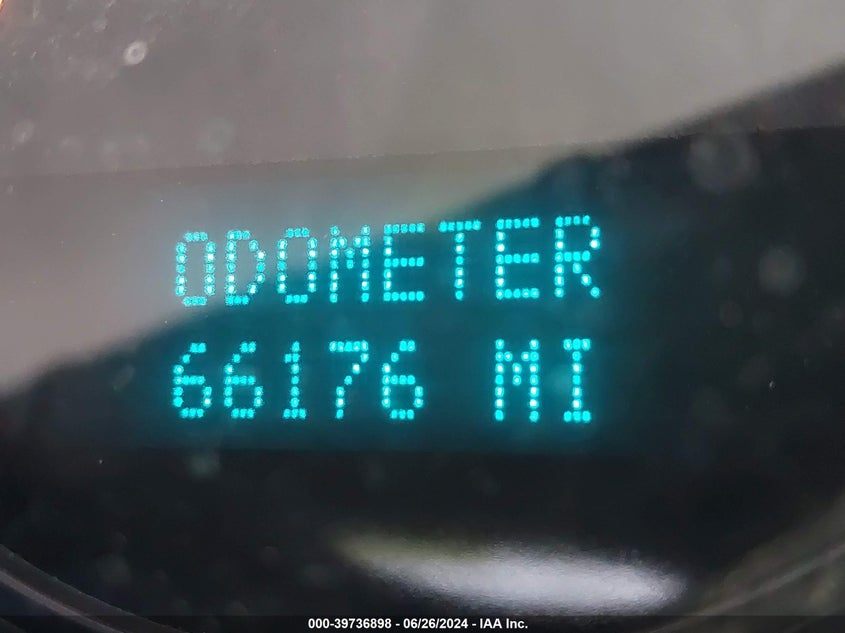 ODOMETER
66176 MI
000-39736898 - 06/26/2024 - IAA Inc.